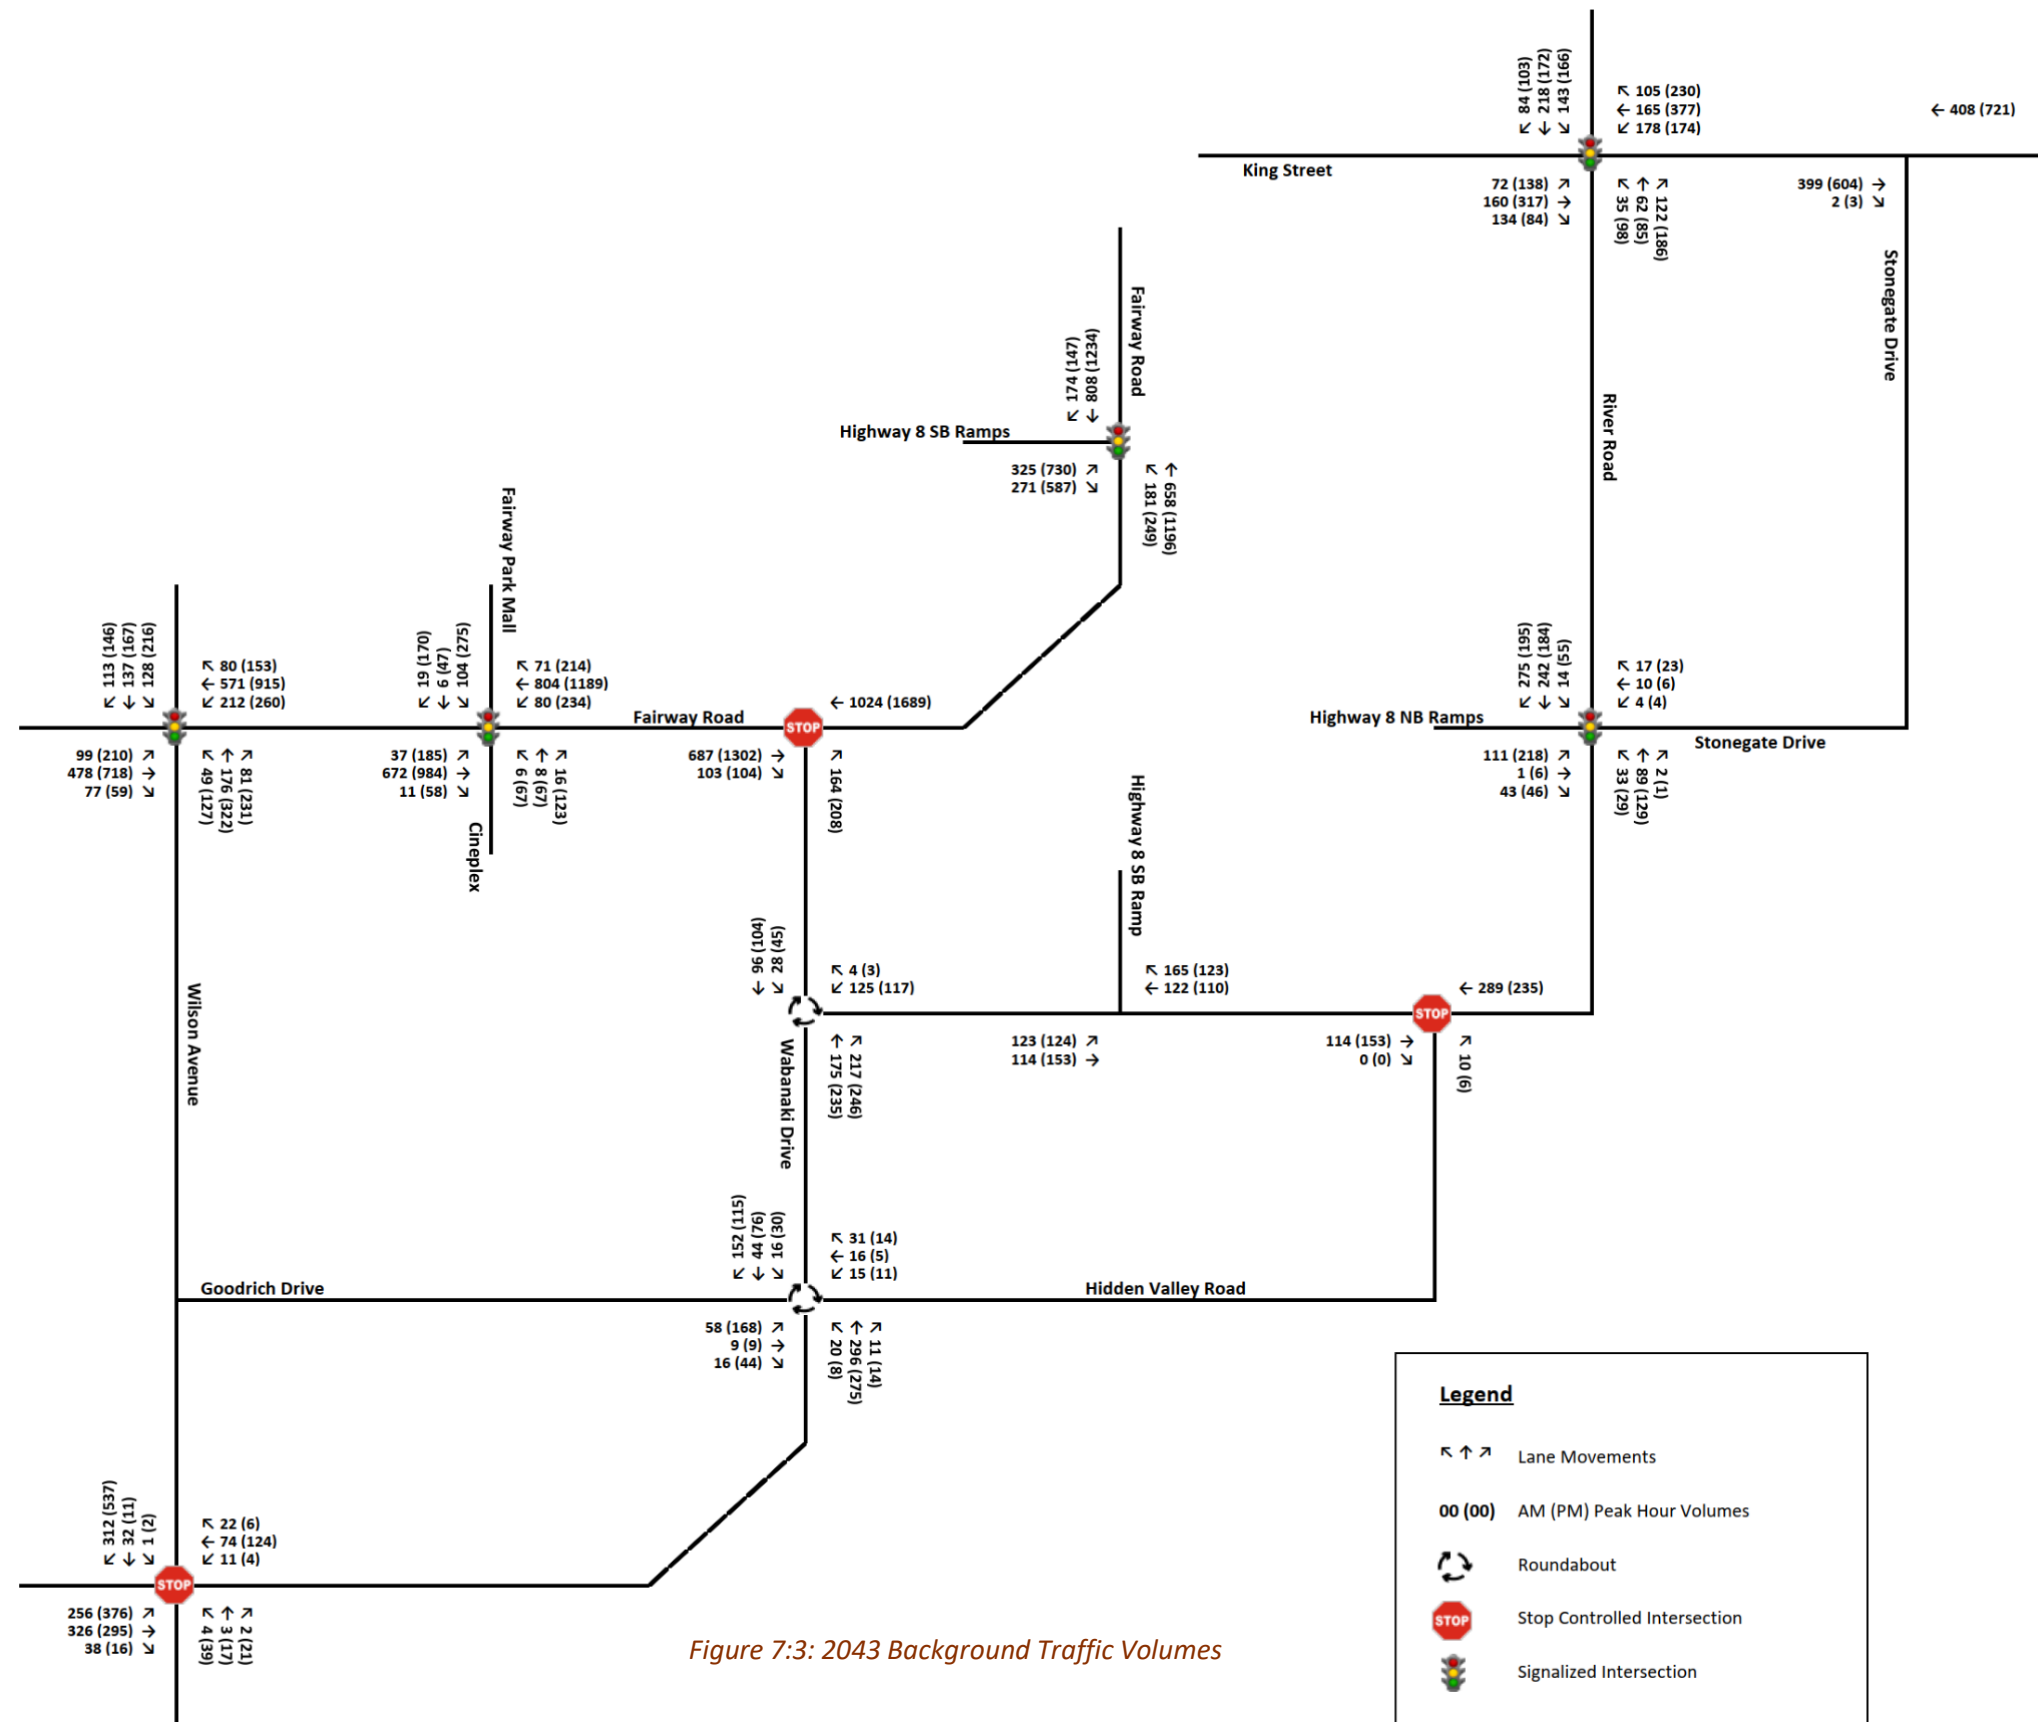 84 (103)
218 (172)
143 (166)
↙ ↓ ↘
↖ 105 (230)
← 165 (377)
↙ 178 (174)
← 408 (721)
King Street
72 (138) ↗
160 (317) →
134 (84) ↘
↖ ↑ ↗
35 (98)
62 (85)
122 (186)
399 (604) →
2 (3) ↘
Stonegate Drive
Fairway Road
174 (147)
808 (1234)
↖ ↓
Highway 8 SB Ramps
325 (730) ↗
271 (587) ↘
↖ ↑
181 (249)
658 (1196)
River Road
Fairway Park Mall
113 (146)
137 (167)
128 (216)
↙ ↓ ↘
↖ 80 (153)
← 571 (915)
↙ 212 (260)
19 (170)
6 (47)
104 (275)
↙ ↓ ↘
↖ 71 (214)
← 804 (1189)
↙ 80 (234)
Fairway Road
STOP
← 1024 (1689)
99 (210) ↗
478 (718) →
77 (59) ↘
↖ ↑ ↗
49 (127)
176 (322)
81 (231)
37 (185) ↗
672 (984) →
11 (58) ↘
↖ ↑ ↗
6 (67)
8 (67)
16 (123)
Cineplex
687 (1302) →
103 (104) ↘
↗
164 (208)
275 (195)
242 (184)
14 (55)
↙ ↓ ↘
↖ 17 (23)
← 10 (6)
↙ 4 (4)
Highway 8 NB Ramps
Stonegate Drive
111 (218) ↗
1 (6) →
43 (46) ↘
↖ ↑ ↗
33 (29)
89 (129)
2 (1)
Highway 8 SB Ramp
96 (104)
28 (45)
↓ ↘
↖ 4 (3)
↙ 125 (117)
↖ 165 (123)
← 122 (110)
STOP
← 289 (235)
Wilson Avenue
Wabanaki Drive
↑ ↗
175 (235)
217 (246)
123 (124) ↗
114 (153) →
114 (153) →
0 (0) ↘
↗
10 (6)
152 (115)
44 (76)
16 (30)
↙ ↓ ↘
↖ 31 (14)
← 16 (5)
↙ 15 (11)
Goodrich Drive
Hidden Valley Road
58 (168) ↗
9 (9) →
16 (44) ↘
↖ ↑ ↗
20 (8)
296 (275)
11 (14)
312 (537)
32 (11)
1 (2)
↙ ↓ ↘
↖ 22 (6)
← 74 (124)
↙ 11 (4)
STOP
256 (376) ↗
326 (295) →
38 (16) ↘
↖ ↑ ↗
4 (39)
3 (17)
2 (21)
Figure 7:3: 2043 Background Traffic Volumes
Legend
↖ ↑ ↗ Lane Movements
00 (00) AM (PM) Peak Hour Volumes
Roundabout
STOP Stop Controlled Intersection
Signalized Intersection